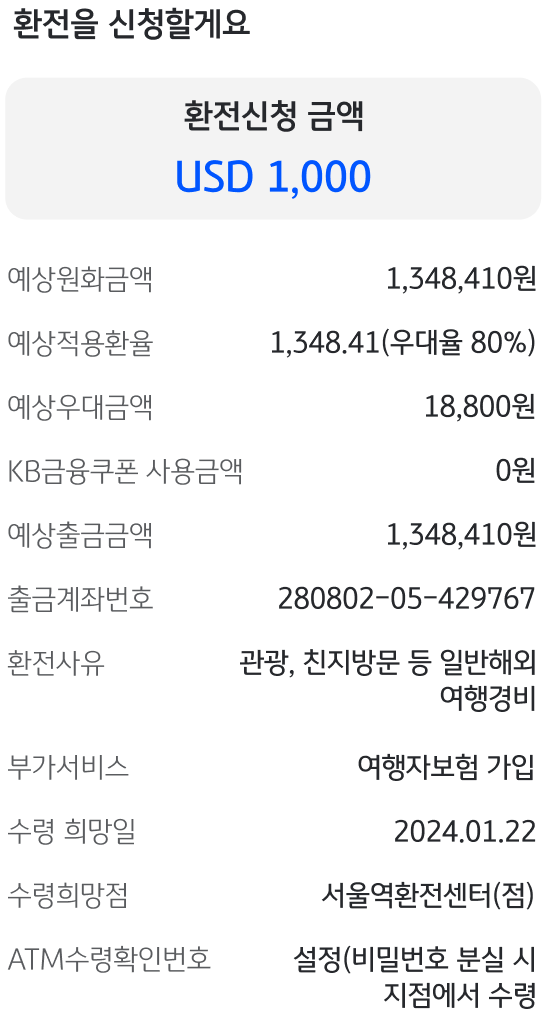 환전을 신청할게요
환전신청 금액
USD 1,000
예상원화금액 1,348,410원
예상적용환율 1,348.41(우대율 80%)
예상우대금액 18,800원
KB금융쿠폰 사용금액 0원
예상출금금액 1,348,410원
출금계좌번호 280802-05-429767
환전사유 관광, 친지방문 등 일반해외
여행경비
부가서비스 여행자보험 가입
수령 희망일 2024.01.22
수령희망점 서울역환전센터(점)
ATM수령확인번호 설정(비밀번호 분실 시
지점에서 수령